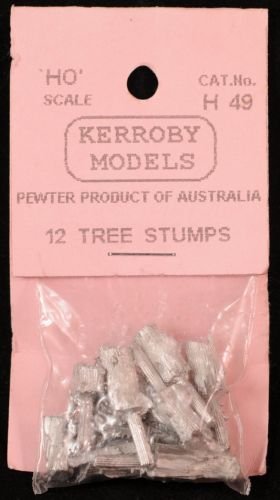 'HO' CAT.No.
SCALE H 49
KERROBY
MODELS
PEWTER PRODUCT OF AUSTRALIA
12 TREE STUMPS